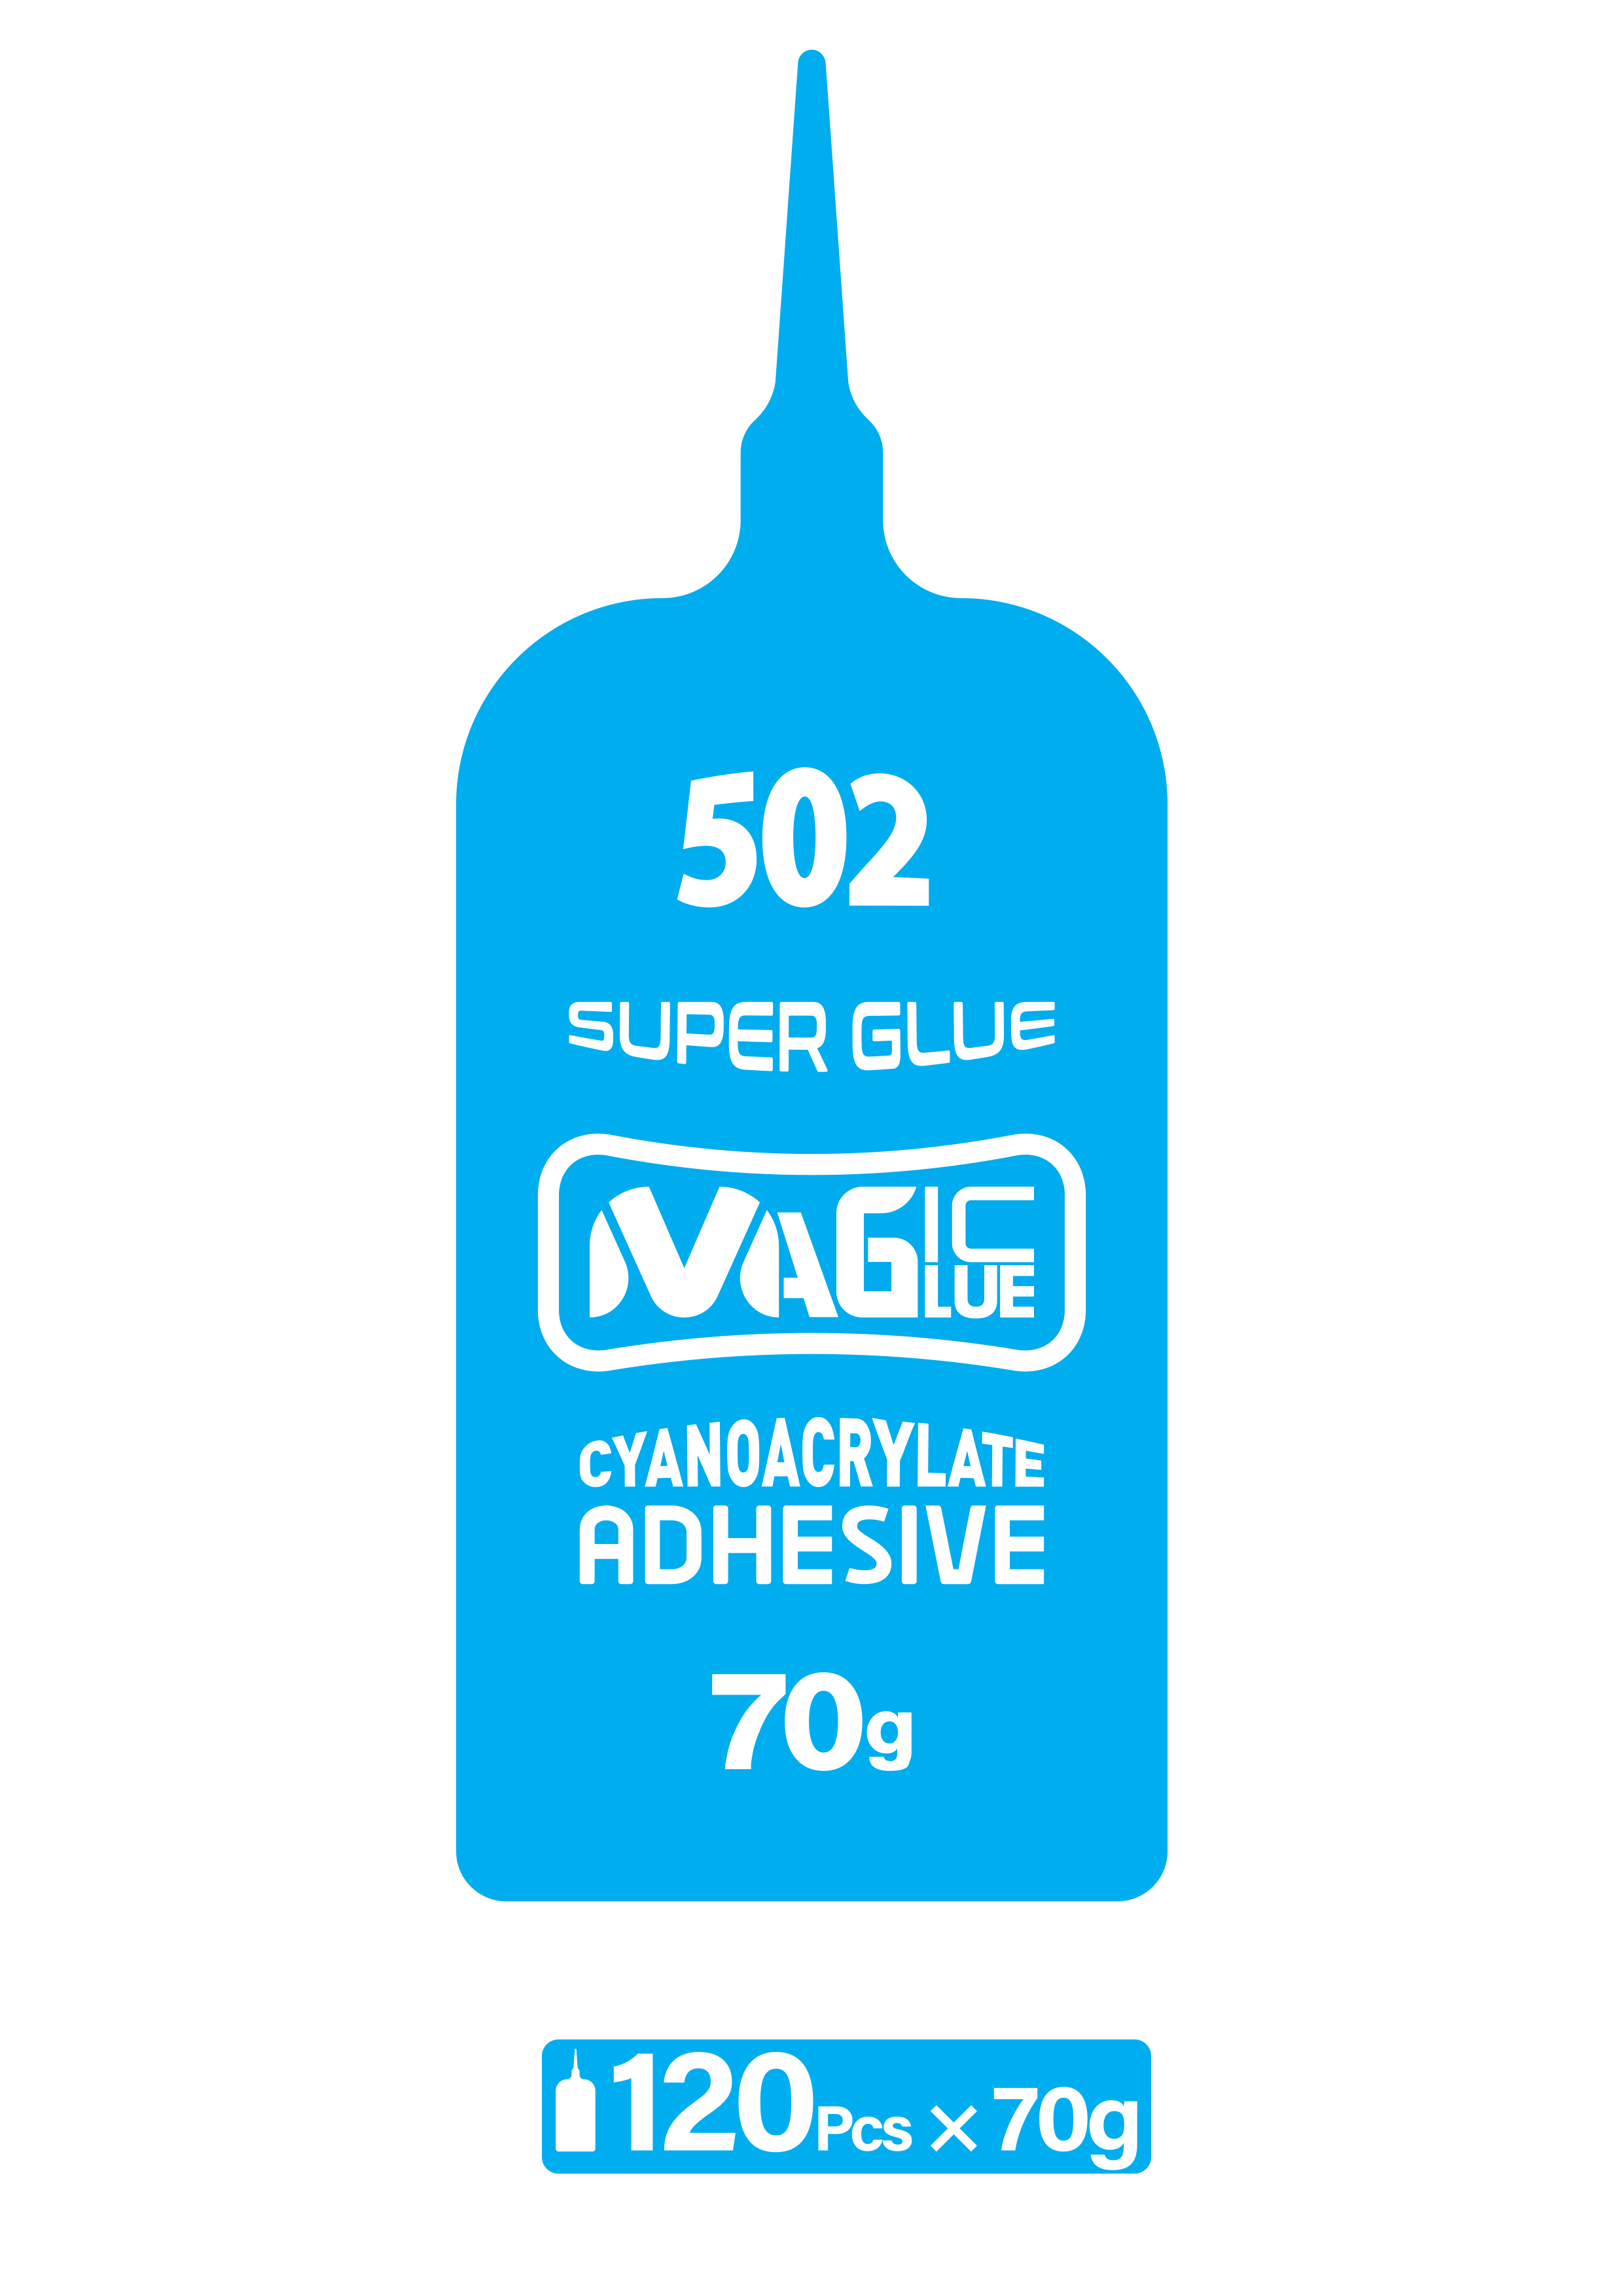 502
SUPER GLUE
MAGIC
GLUE
CYANOACRYLATE
ADHESIVE
70g
120Pcs × 70g